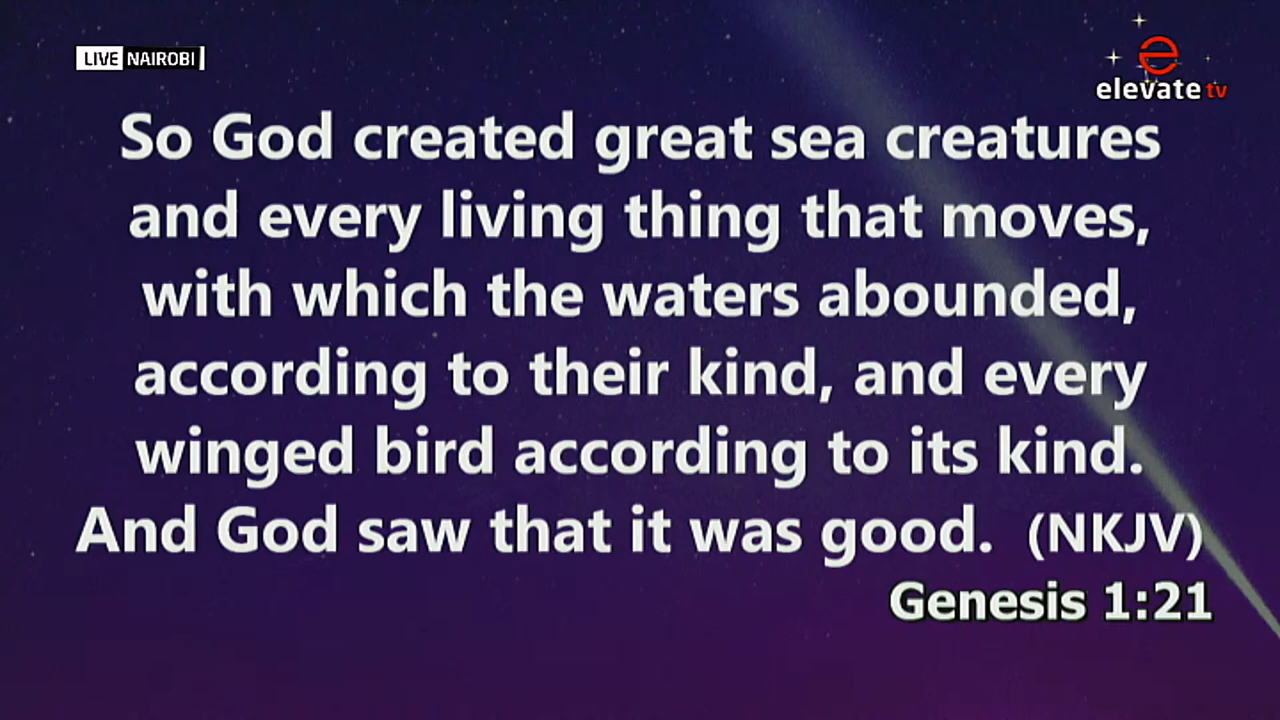 LIVE NAIROBI
elevate tv
So God created great sea creatures
and every living thing that moves,
with which the waters abounded,
according to their kind, and every
winged bird according to its kind.
And God saw that it was good. (NKJV)
Genesis 1:21